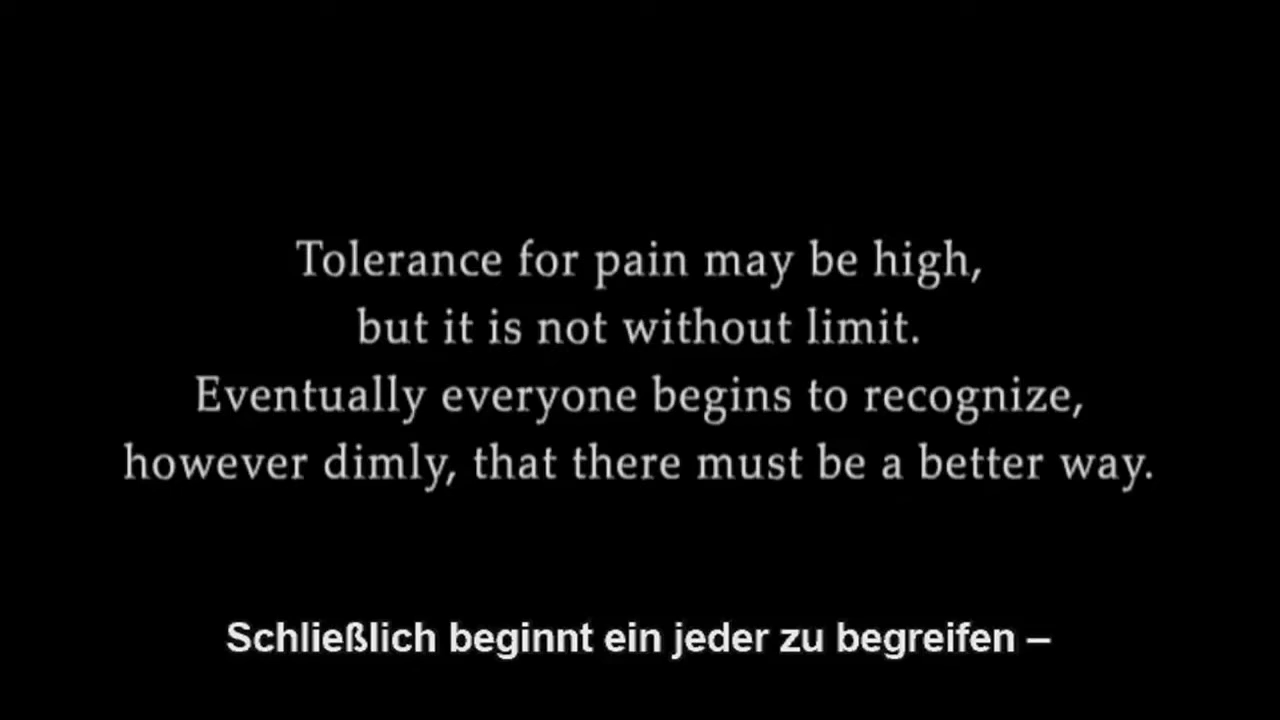 Tolerance for pain may be high,
but it is not without limit.
Eventually everyone begins to recognize,
however dimly, that there must be a better way.
Schließlich beginnt ein jeder zu begreifen –